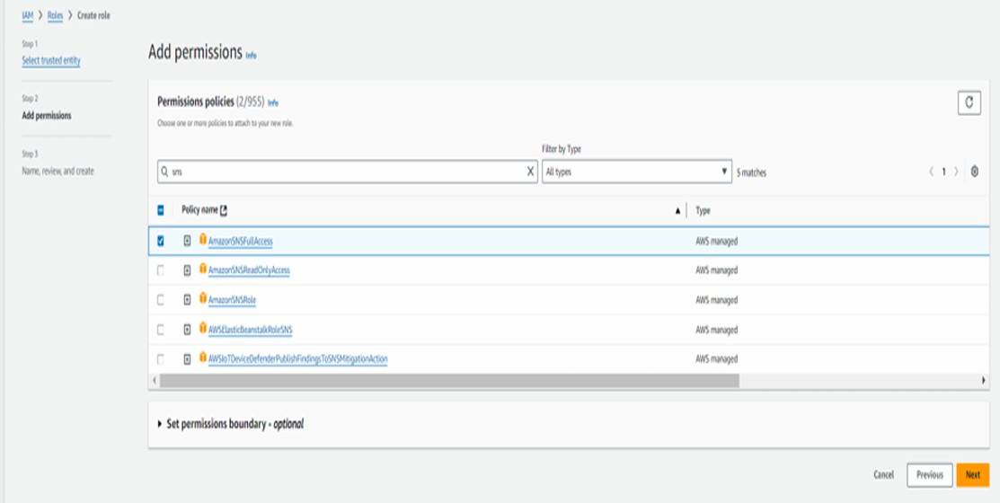 IAM > Roles > Create role
Step 1
Select trusted entity
Step 2
Add permissions
Step 3
Name, review, and create
Add permissions Info
Permissions policies (2/955) Info
Choose one or more policies to attach to your new role.
Filter by Type
sns
All types
5 matches
1
Policy name
Type
AmazonSNSFullAccess AWS managed
AmazonSNSReadOnlyAccess AWS managed
AmazonSNSRole AWS managed
AWSElasticBeanstalkRoleSNS AWS managed
AWSIoTDeviceDefenderPublishFindingsToSNSMitigationAction AWS managed
Set permissions boundary - optional
Cancel Previous Next